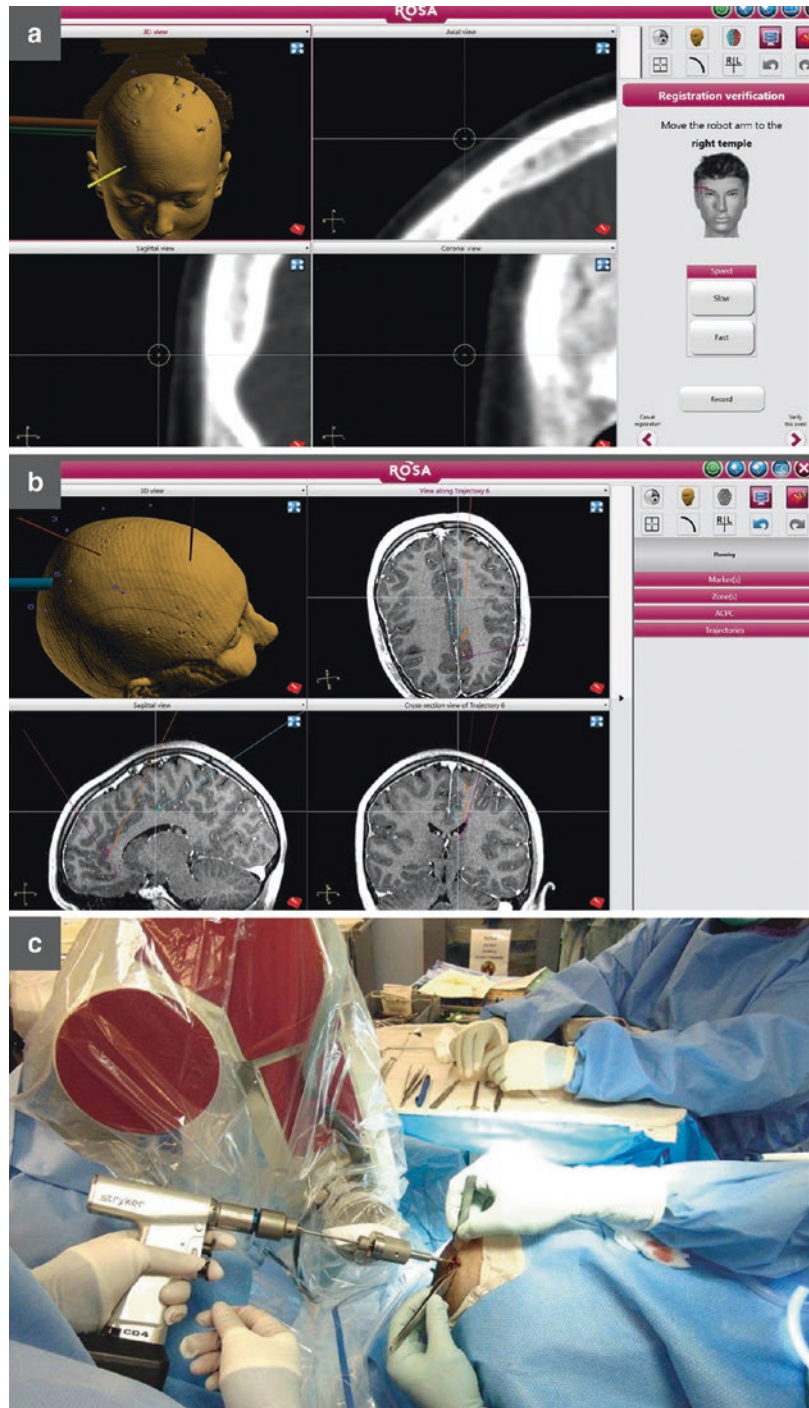 a
ROSA
3D view
Axial view
Registration verification
Move the robot arm to the
right temple
Sagittal view
Coronal view
Speed
Slow
Fast
Record
Cancel
registration
Verify
this point
b
ROSA
3D view
View along Trajectory 6
R|L
Planning
Marker(s)
Zone(s)
ACPC
Trajectories
Sagittal view
Cross-section view of Trajectory 6
c
stryker
CD4